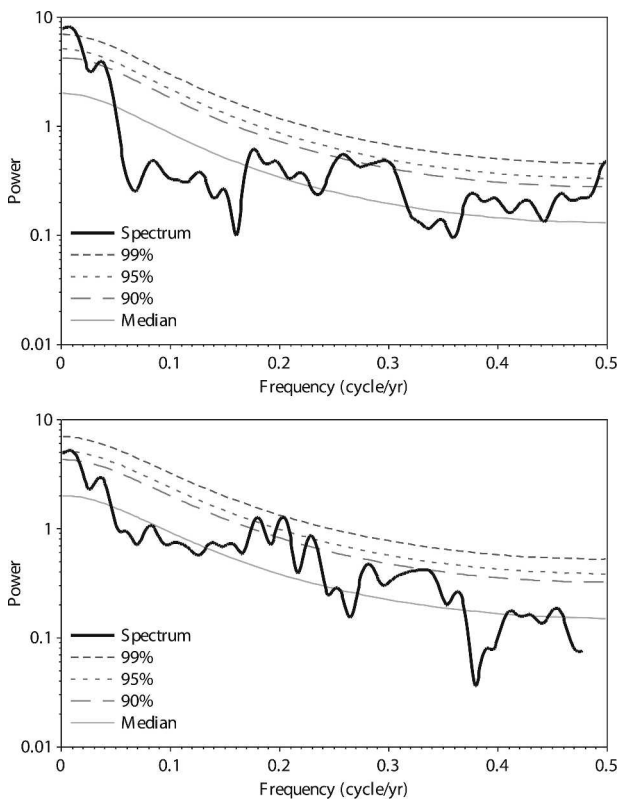 10
1
0.1
0.01
Power
Spectrum
99%
95%
90%
Median
0 0.1 0.2 0.3 0.4 0.5
Frequency (cycle/yr)
10
1
0.1
0.01
Power
Spectrum
99%
95%
90%
Median
0 0.1 0.2 0.3 0.4 0.5
Frequency (cycle/yr)